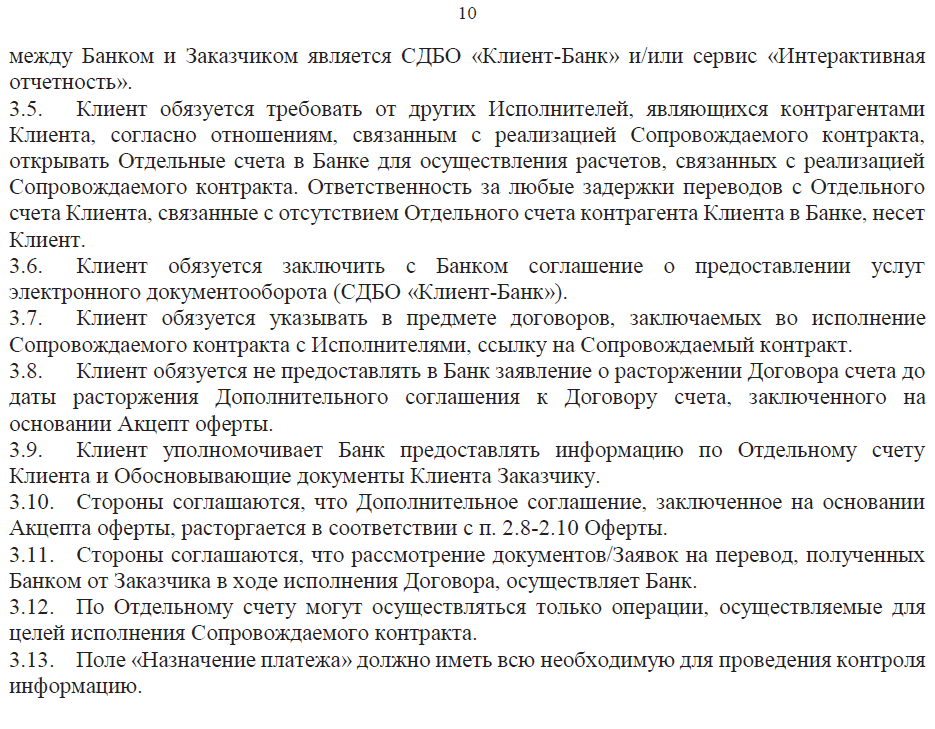 10
между Банком и Заказчиком является СДБО «Клиент-Банк» и/или сервис «Интерактивная
отчетность».
3.5. Клиент обязуется требовать от других Исполнителей, являющихся контрагентами
Клиента, согласно отношениям, связанным с реализацией Сопровождаемого контракта,
открывать Отдельные счета в Банке для осуществления расчетов, связанных с реализацией
Сопровождаемого контракта. Ответственность за любые задержки переводов с Отдельного
счета Клиента, связанные с отсутствием Отдельного счета контрагента Клиента в Банке, несет
Клиент.
3.6. Клиент обязуется заключить с Банком соглашение о предоставлении услуг
электронного документооборота (СДБО «Клиент-Банк»).
3.7. Клиент обязуется указывать в предмете договоров, заключаемых во исполнение
Сопровождаемого контракта с Исполнителями, ссылку на Сопровождаемый контракт.
3.8. Клиент обязуется не предоставлять в Банк заявление о расторжении Договора счета до
даты расторжения Дополнительного соглашения к Договору счета, заключенного на
основании Акцепт оферты.
3.9. Клиент уполномочивает Банк предоставлять информацию по Отдельному счету
Клиента и Обосновывающие документы Клиента Заказчику.
3.10. Стороны соглашаются, что Дополнительное соглашение, заключенное на основании
Акцепта оферты, расторгается в соответствии с п. 2.8-2.10 Оферты.
3.11. Стороны соглашаются, что рассмотрение документов/Заявок на перевод, полученных
Банком от Заказчика в ходе исполнения Договора, осуществляет Банк.
3.12. По Отдельному счету могут осуществляться только операции, осуществляемые для
целей исполнения Сопровождаемого контракта.
3.13. Поле «Назначение платежа» должно иметь всю необходимую для проведения контроля
информацию.